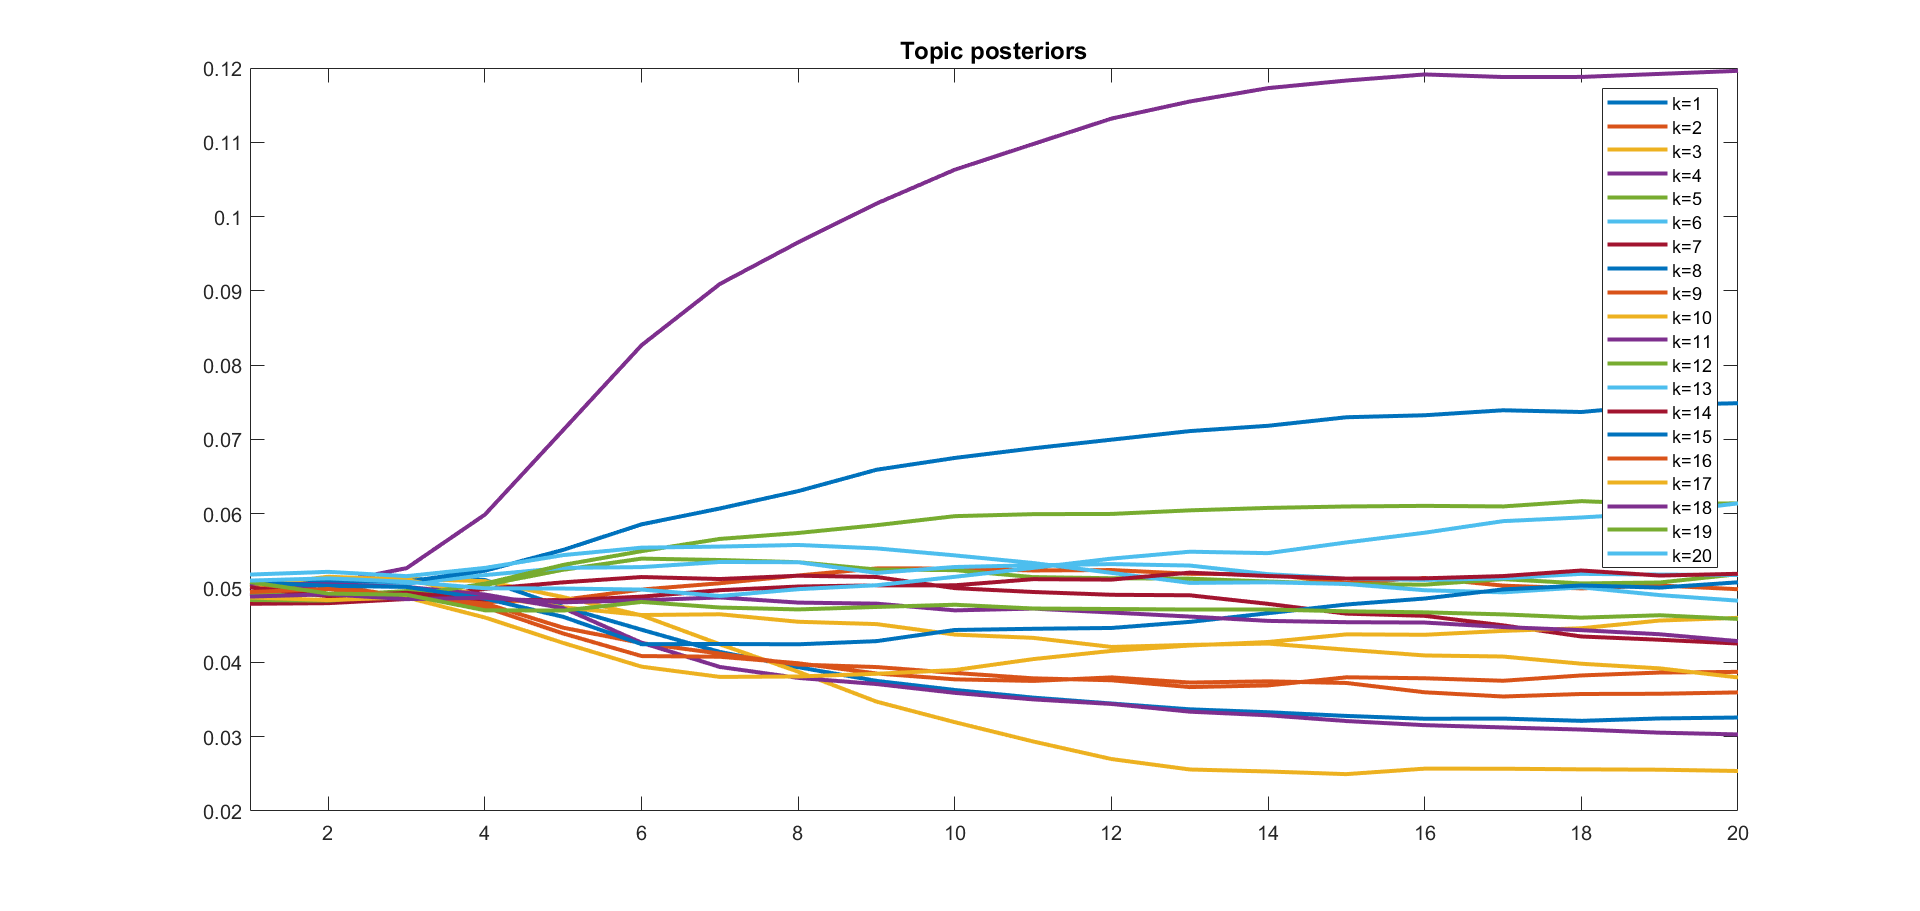 Topic posteriors
0.12
0.11
0.1
0.09
0.08
0.07
0.06
0.05
0.04
0.03
0.02
2 4 6 8 10 12 14 16 18 20
k=1
k=2
k=3
k=4
k=5
k=6
k=7
k=8
k=9
k=10
k=11
k=12
k=13
k=14
k=15
k=16
k=17
k=18
k=19
k=20